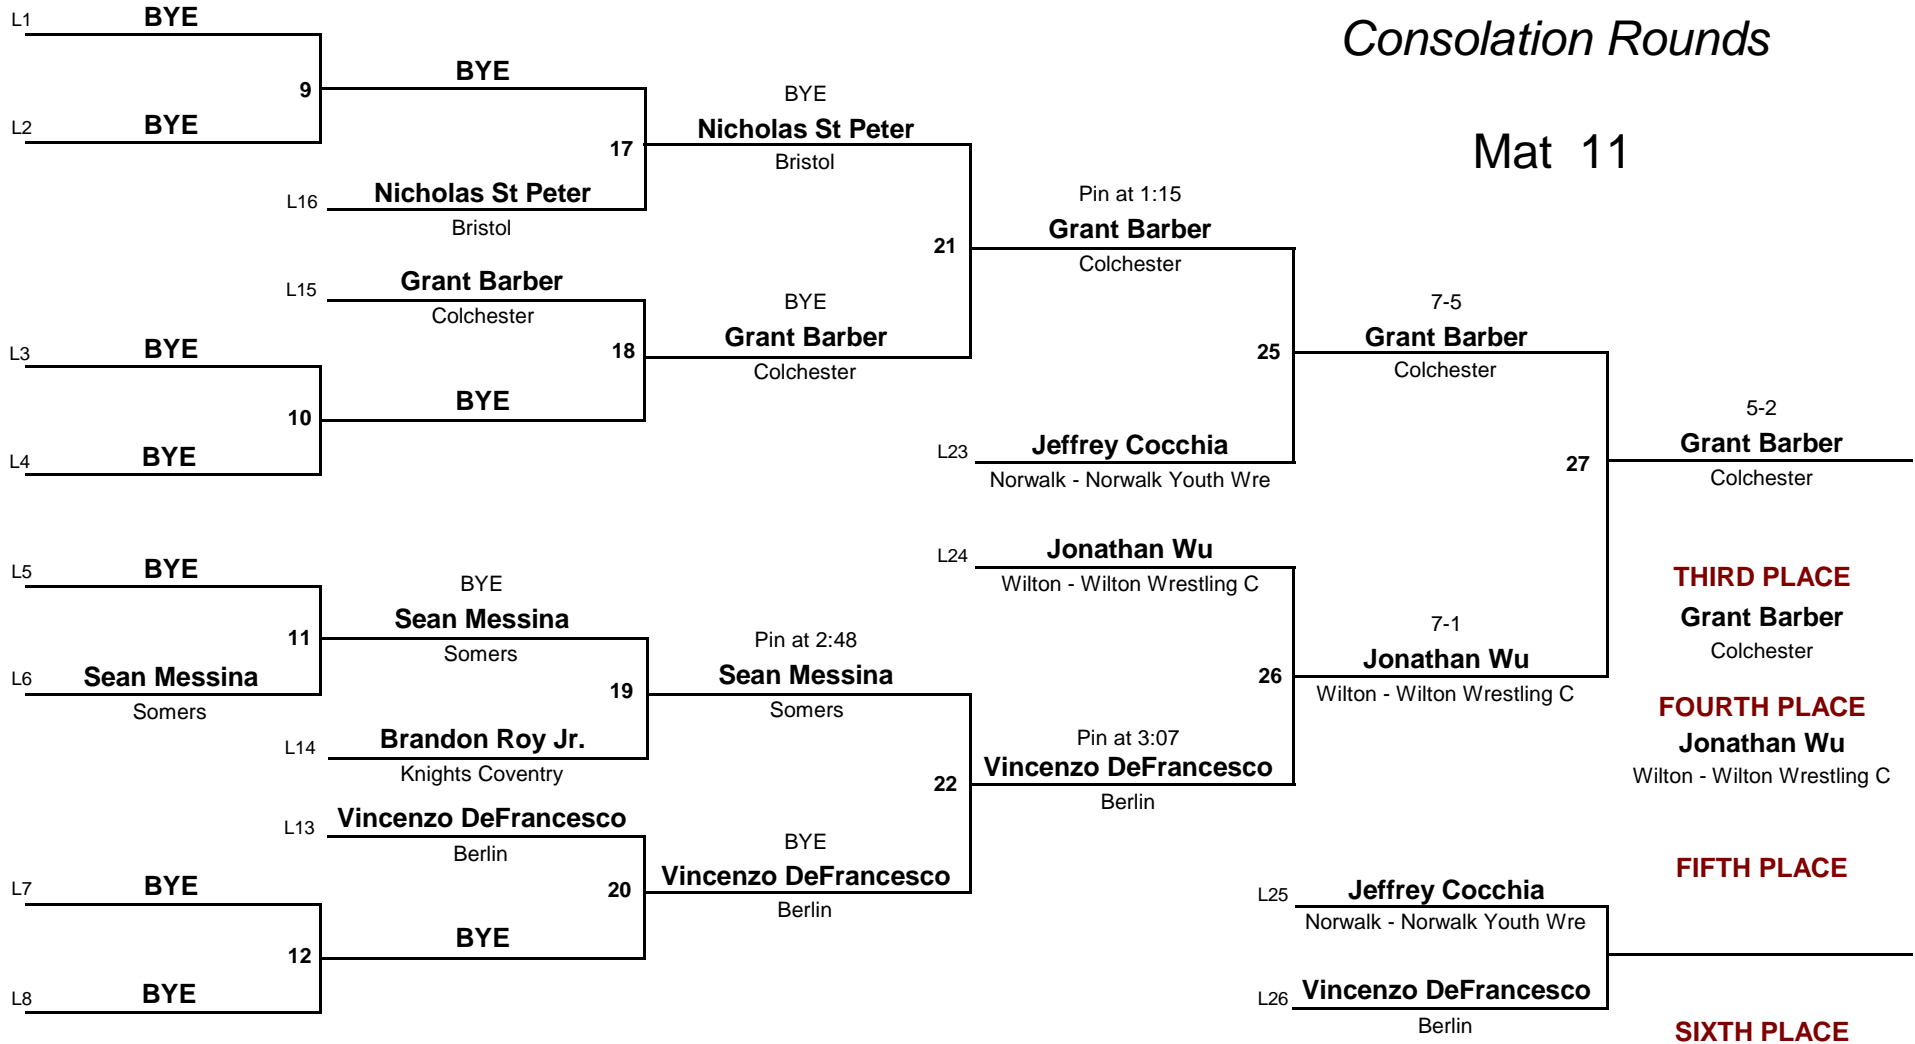 Consolation Rounds
Mat 11
L1 BYE
9
L2 BYE
BYE
17
L16 Nicholas St Peter
Bristol
BYE
Nicholas St Peter
Bristol
21
L15 Grant Barber
Colchester
18
L3 BYE
10
L4 BYE
BYE
BYE
Grant Barber
Colchester
Pin at 1:15
Grant Barber
Colchester
25
L23 Jeffrey Cocchia
Norwalk - Norwalk Youth Wre
7-5
Grant Barber
Colchester
27
5-2
Grant Barber
Colchester
L5 BYE
11
L6 Sean Messina
Somers
BYE
Sean Messina
Somers
19
L14 Brandon Roy Jr.
Knights Coventry
Pin at 2:48
Sean Messina
Somers
22
L13 Vincenzo DeFrancesco
Berlin
20
L7 BYE
12
L8 BYE
BYE
BYE
Vincenzo DeFrancesco
Berlin
L24 Jonathan Wu
Wilton - Wilton Wrestling C
26
Pin at 3:07
Vincenzo DeFrancesco
Berlin
7-1
Jonathan Wu
Wilton - Wilton Wrestling C
THIRD PLACE
Grant Barber
Colchester
FOURTH PLACE
Jonathan Wu
Wilton - Wilton Wrestling C
L25 Jeffrey Cocchia
Norwalk - Norwalk Youth Wre
L26 Vincenzo DeFrancesco
Berlin
FIFTH PLACE
SIXTH PLACE